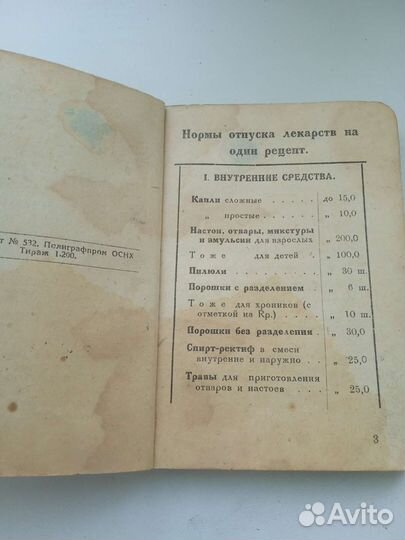 т № 532. Полиграфпром ОСНХ
Тираж 1.200.
Нормы отпуска лекарств на
один рецепт.
I. ВНУТРЕННИЕ СРЕДСТВА.
Капли сложные . . . . . до 15,0
„ простые . . . . . „ 10,0
Настои, отвары, микстуры
и эмульсии для взрослых „ 200,0
Тоже для детей „ 100,0
Пилюли . . . . . . . „ 30 ш.
Порошки с разделением . . „ 6 ш.
Тоже для хроников (с
отметкой на Rp.) . . . „ 10 ш.
Порошки без разделения . „ 30,0
Спирт-ректиф в смеси
внутренне и наружно . . . „ 25,0
Травы для приготовления
отваров и настоев . . . „ 25,0
3
Avito